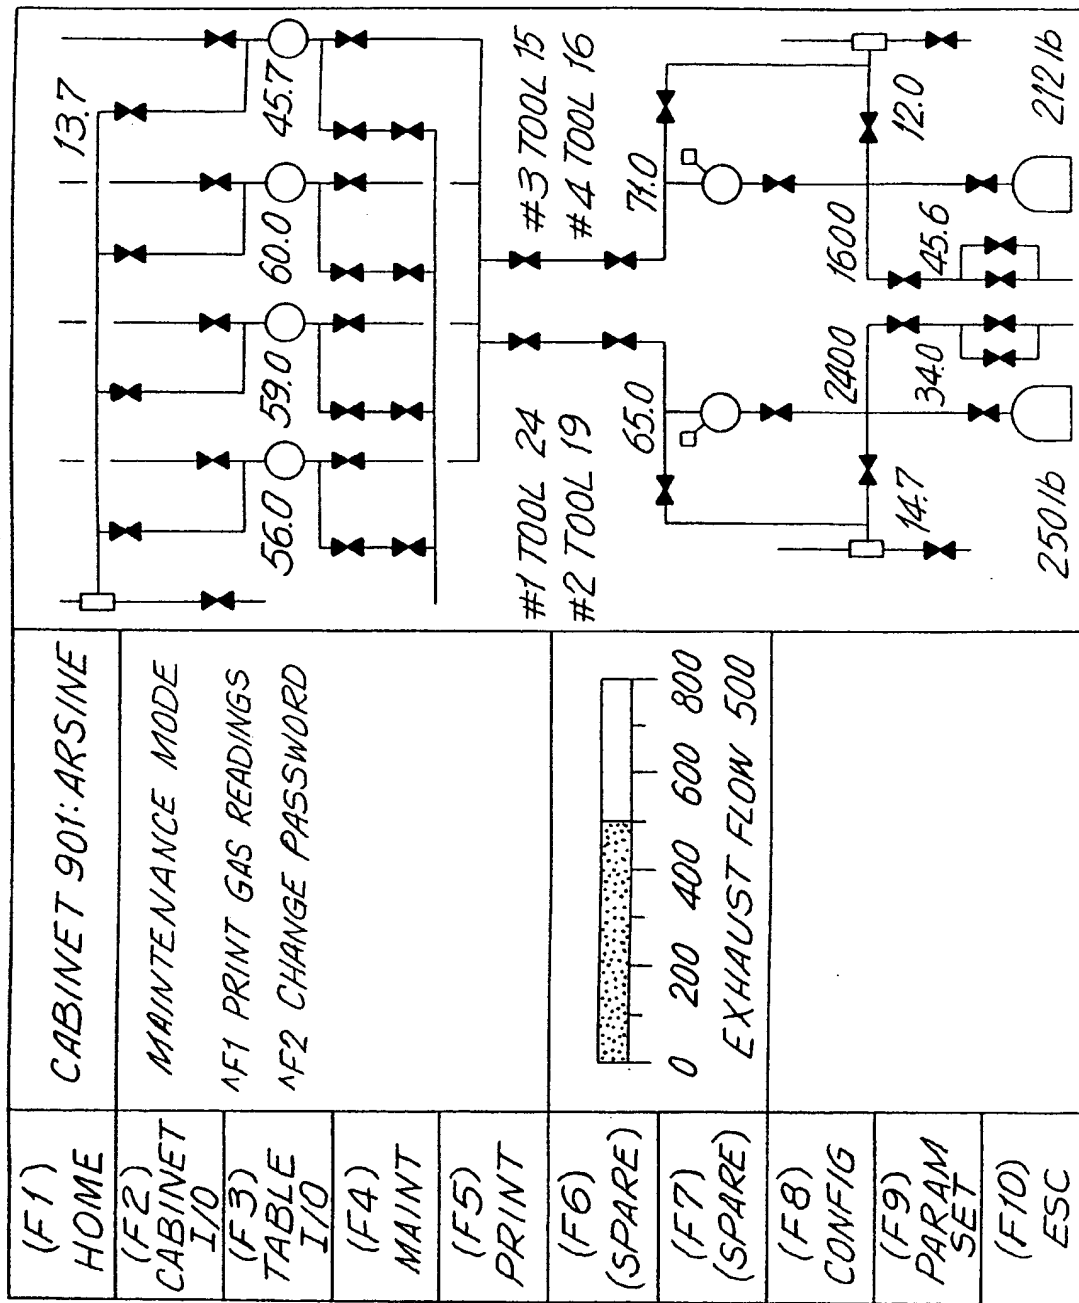 (F1)
HOME
(F2)
CABINET
I/O
(F3)
TABLE
I/O
(F4)
MAINT
(F5)
PRINT
(F6)
(SPARE)
(F7)
(SPARE)
(F8)
CONFIG
(F9)
PARAM
SET
(F10)
ESC
CABINET 901: ARSINE
MAINTENANCE MODE
^F1 PRINT GAS READINGS
^F2 CHANGE PASSWORD
0 200 400 600 800
EXHAUST FLOW 500
13.7
56.0 59.0 60.0 45.7
#1 TOOL 24
#2 TOOL 19
#3 TOOL 15
#4 TOOL 16
65.0 71.0
2400 1600
14.7 34.0 45.6 12.0
250 lb 212 lb